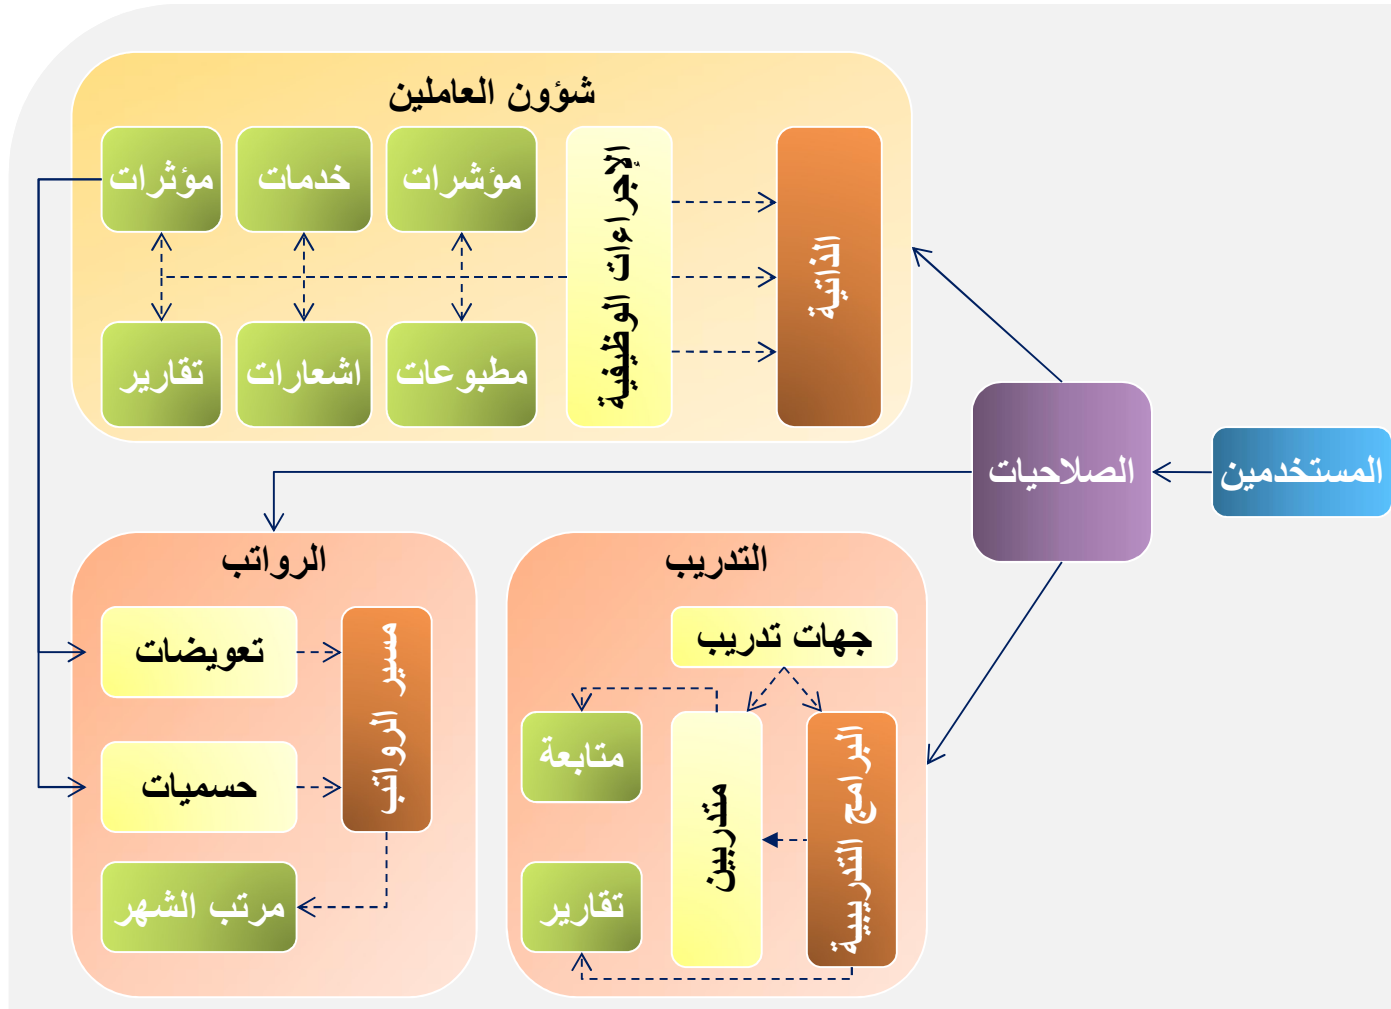 شؤون العاملين
الذاتية
الإجراءات الوظيفية
مؤشرات
خدمات
مؤثرات
مطبوعات
اشعارات
تقارير
المستخدمين
الصلاحيات
التدريب
جهات تدريب
البرامج التدريبية
متدربين
متابعة
تقارير
الرواتب
مسير الرواتب
تعويضات
حسميات
مرتب الشهر